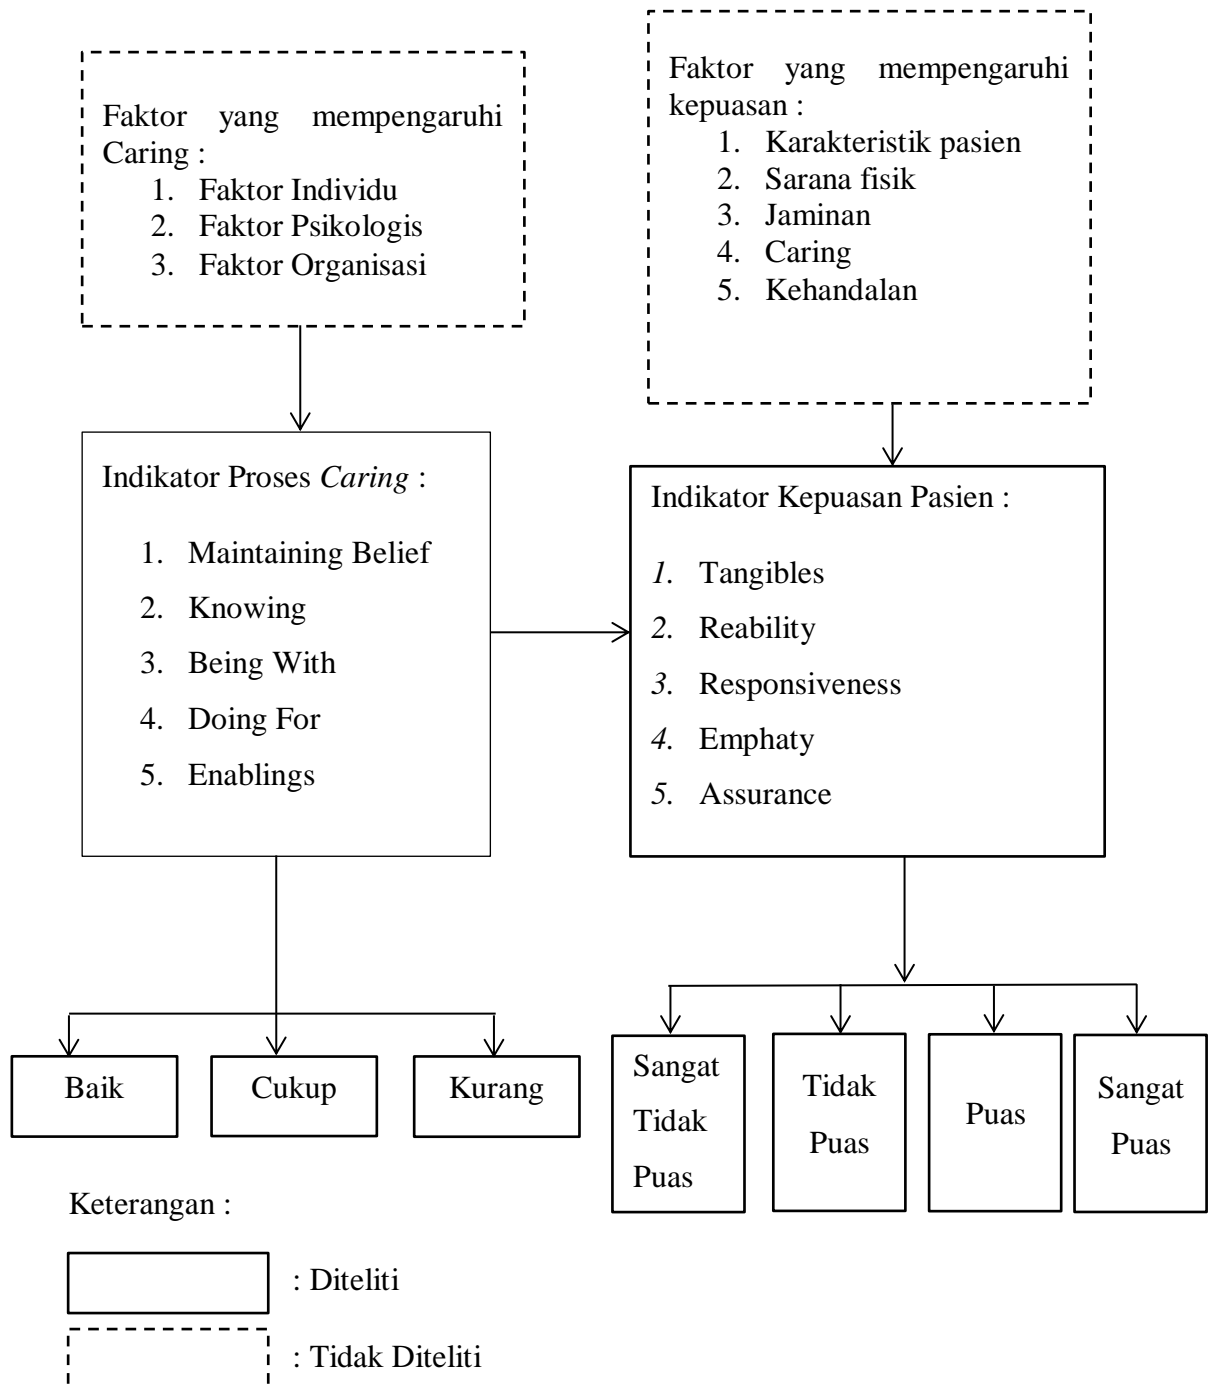 Faktor yang mempengaruhi
Caring :
1. Faktor Individu
2. Faktor Psikologis
3. Faktor Organisasi
Faktor yang mempengaruhi
kepuasan :
1. Karakteristik pasien
2. Sarana fisik
3. Jaminan
4. Caring
5. Kehandalan
Indikator Proses Caring :
1. Maintaining Belief
2. Knowing
3. Being With
4. Doing For
5. Enablings
Indikator Kepuasan Pasien :
1. Tangibles
2. Reability
3. Responsiveness
4. Emphaty
5. Assurance
Baik
Cukup
Kurang
Sangat
Tidak
Puas
Tidak
Puas
Puas
Sangat
Puas
Keterangan :
: Diteliti
: Tidak Diteliti